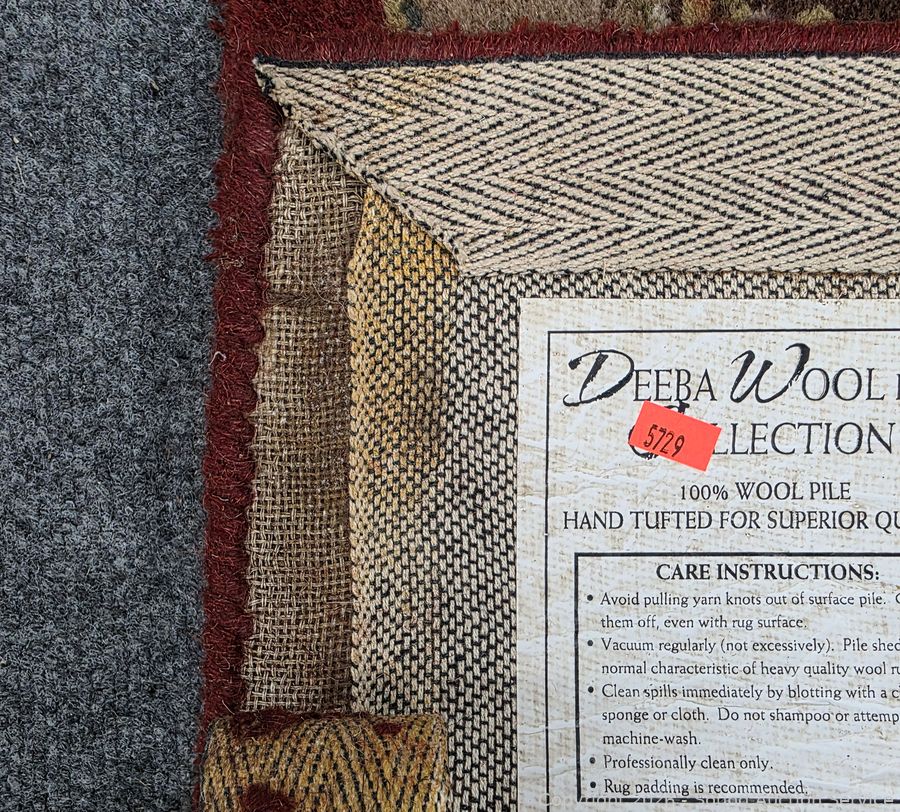 DEEBA WOOL
5729
LLECTION
100% WOOL PILE
HAND TUFTED FOR SUPERIOR QU
CARE INSTRUCTIONS:
• Avoid pulling yarn knots out of surface pile.
them off, even with rug surface.
• Vacuum regularly (not excessively). Pile shed
normal characteristic of heavy quality wool ru
• Clean spills immediately by blotting with a c
sponge or cloth. Do not shampoo or attemp
machine-wash.
• Professionally clean only.
• Rug padding is recommended.